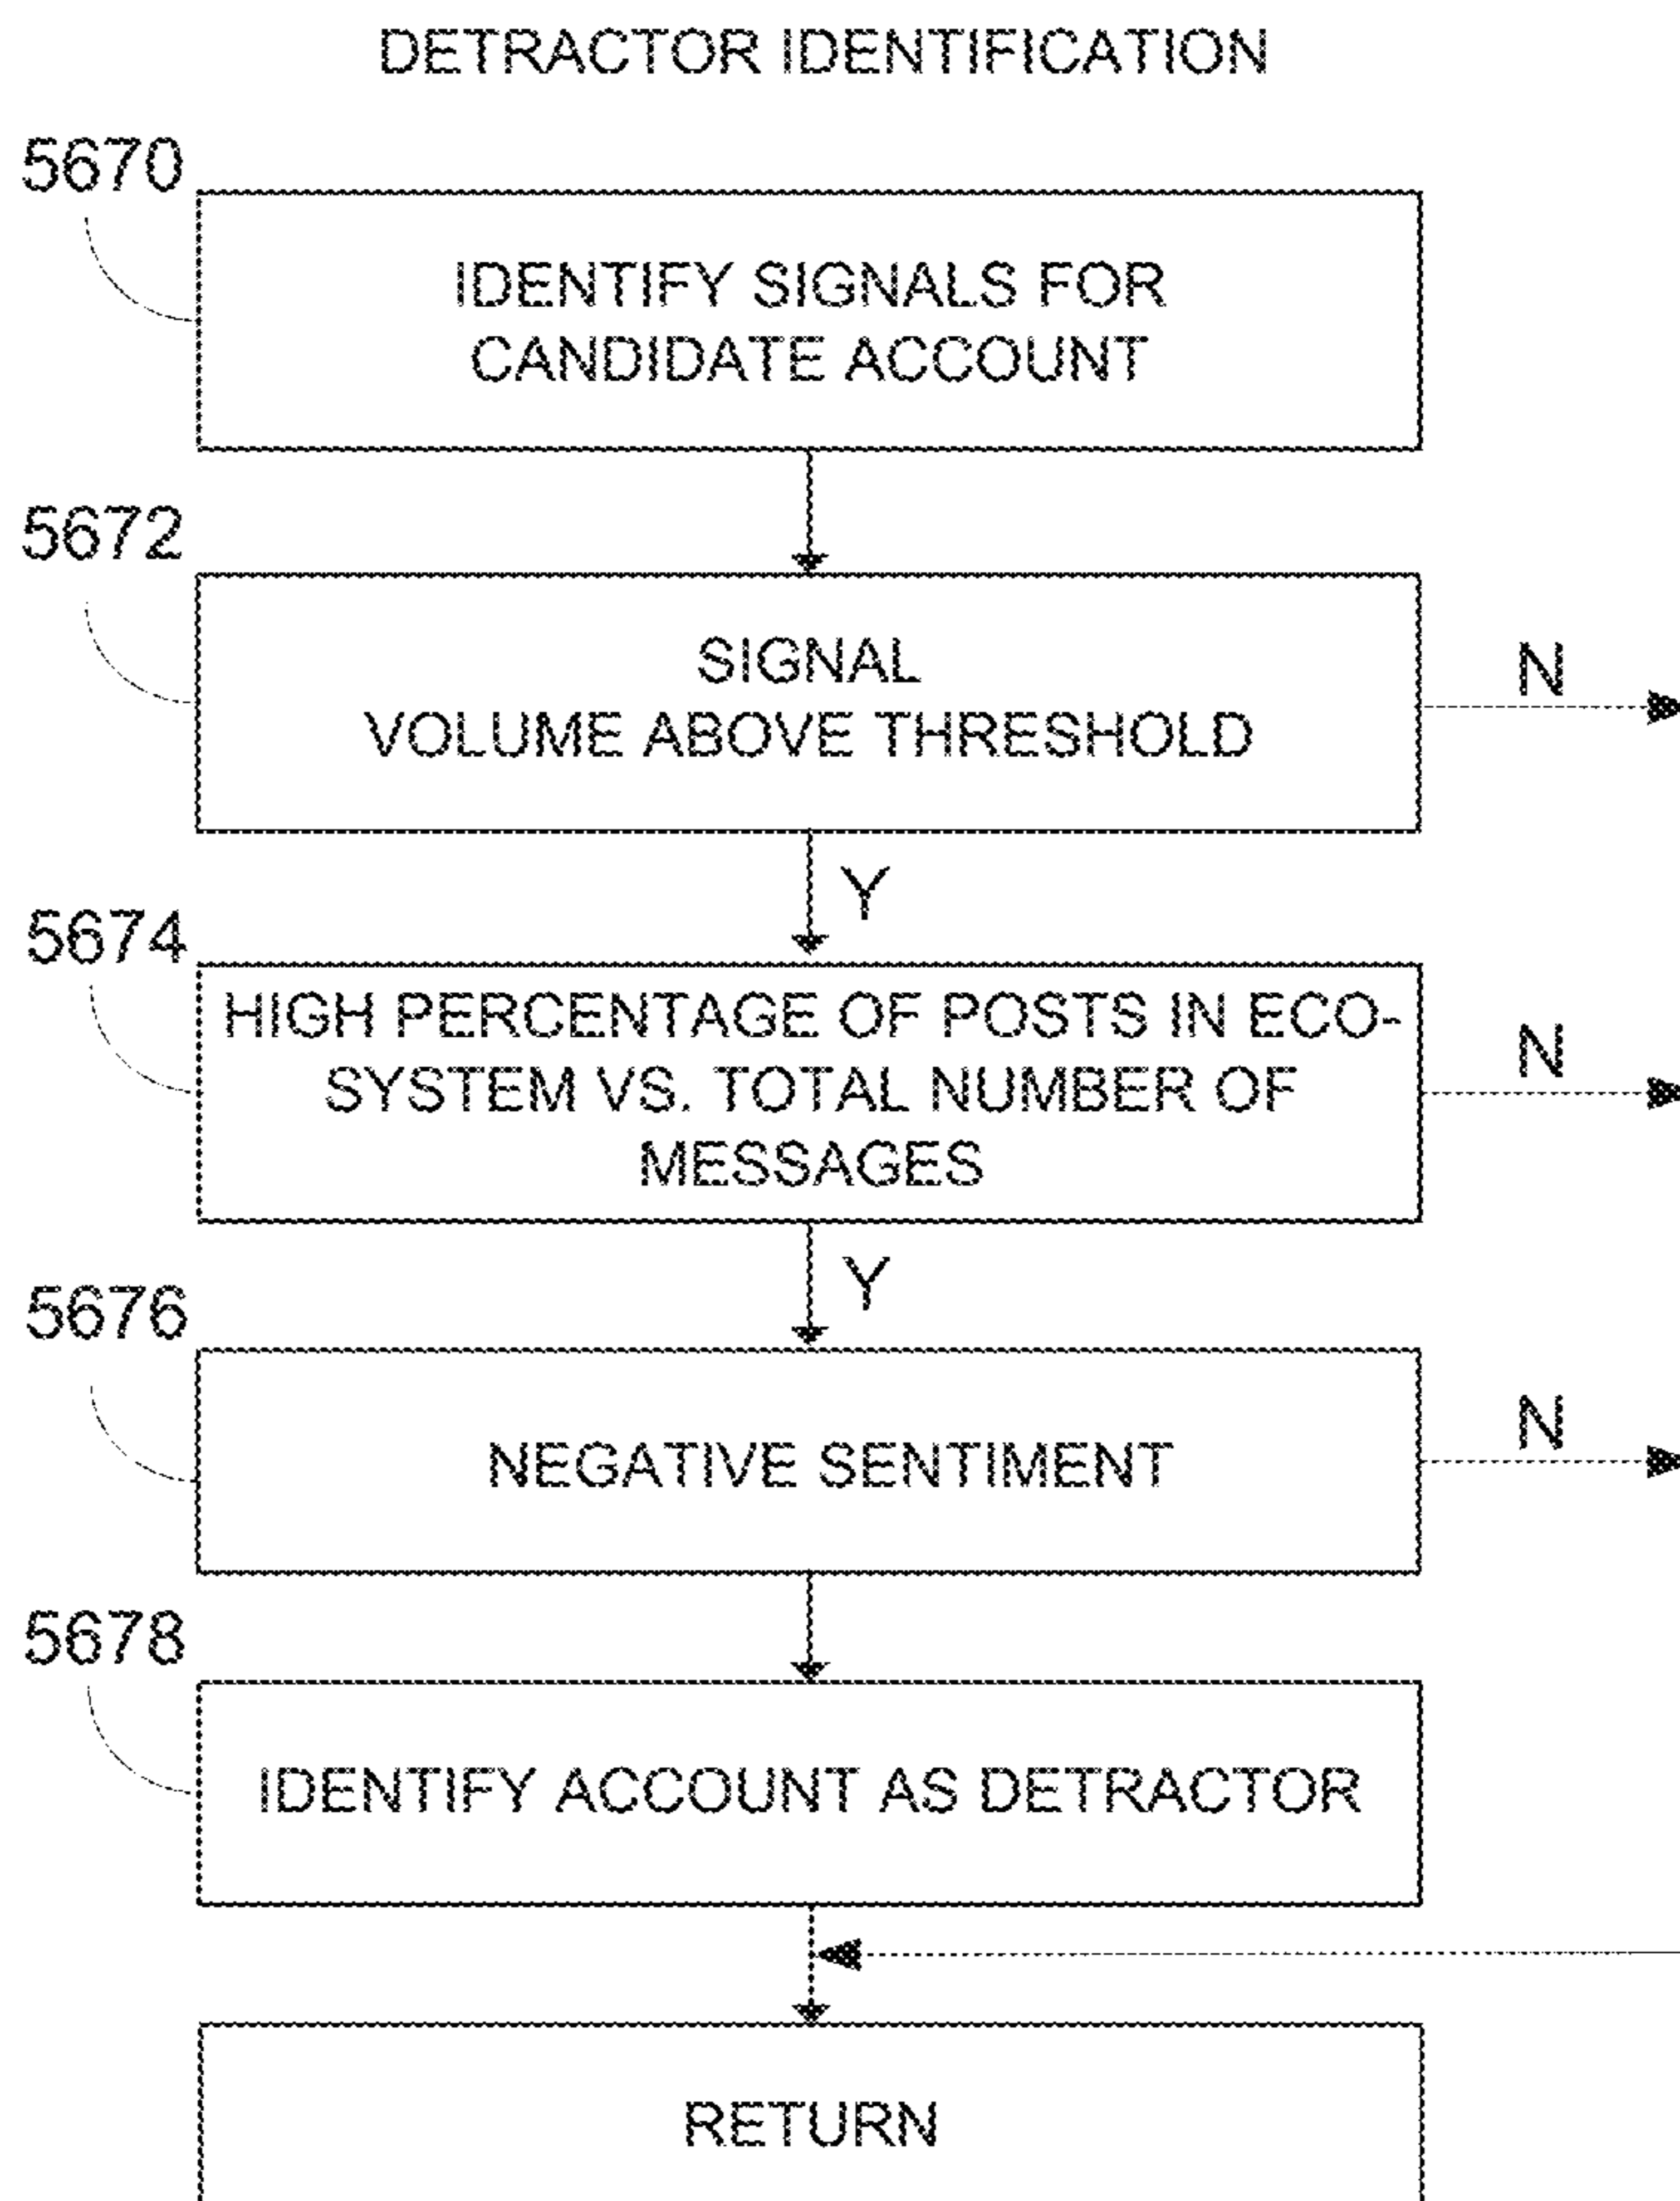 DETRACTOR IDENTIFICATION
5670
IDENTIFY SIGNALS FOR
CANDIDATE ACCOUNT
5672
SIGNAL
VOLUME ABOVE THRESHOLD
N
Y
5674
HIGH PERCENTAGE OF POSTS IN ECO-
SYSTEM VS. TOTAL NUMBER OF
MESSAGES
N
Y
5676
NEGATIVE SENTIMENT
N
5678
IDENTIFY ACCOUNT AS DETRACTOR
RETURN